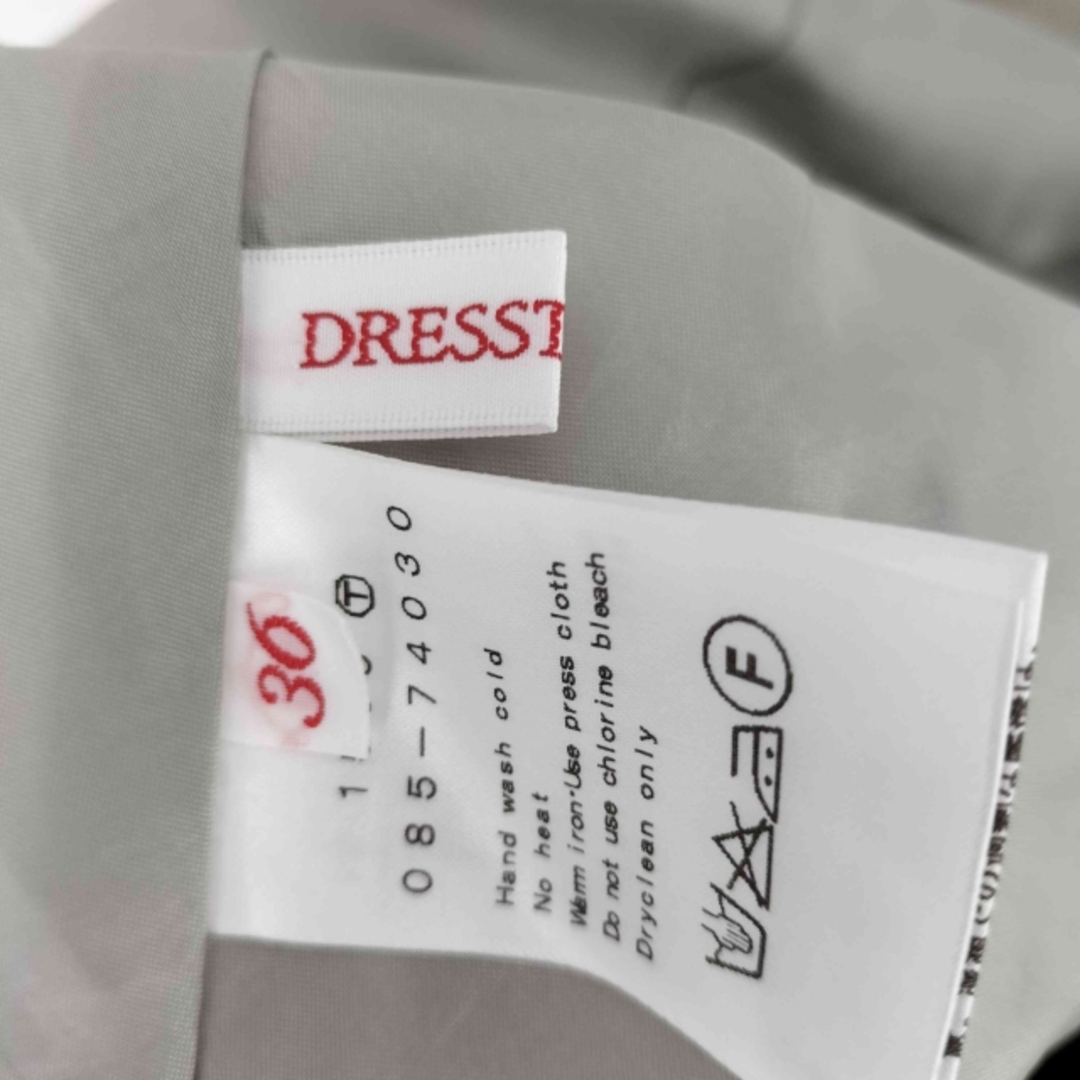 DRESST
36
1
T
085-74030
Hand wash cold
No heat
Warm iron·Use press cloth
Do not use chlorine bleach
Dryclean only
F